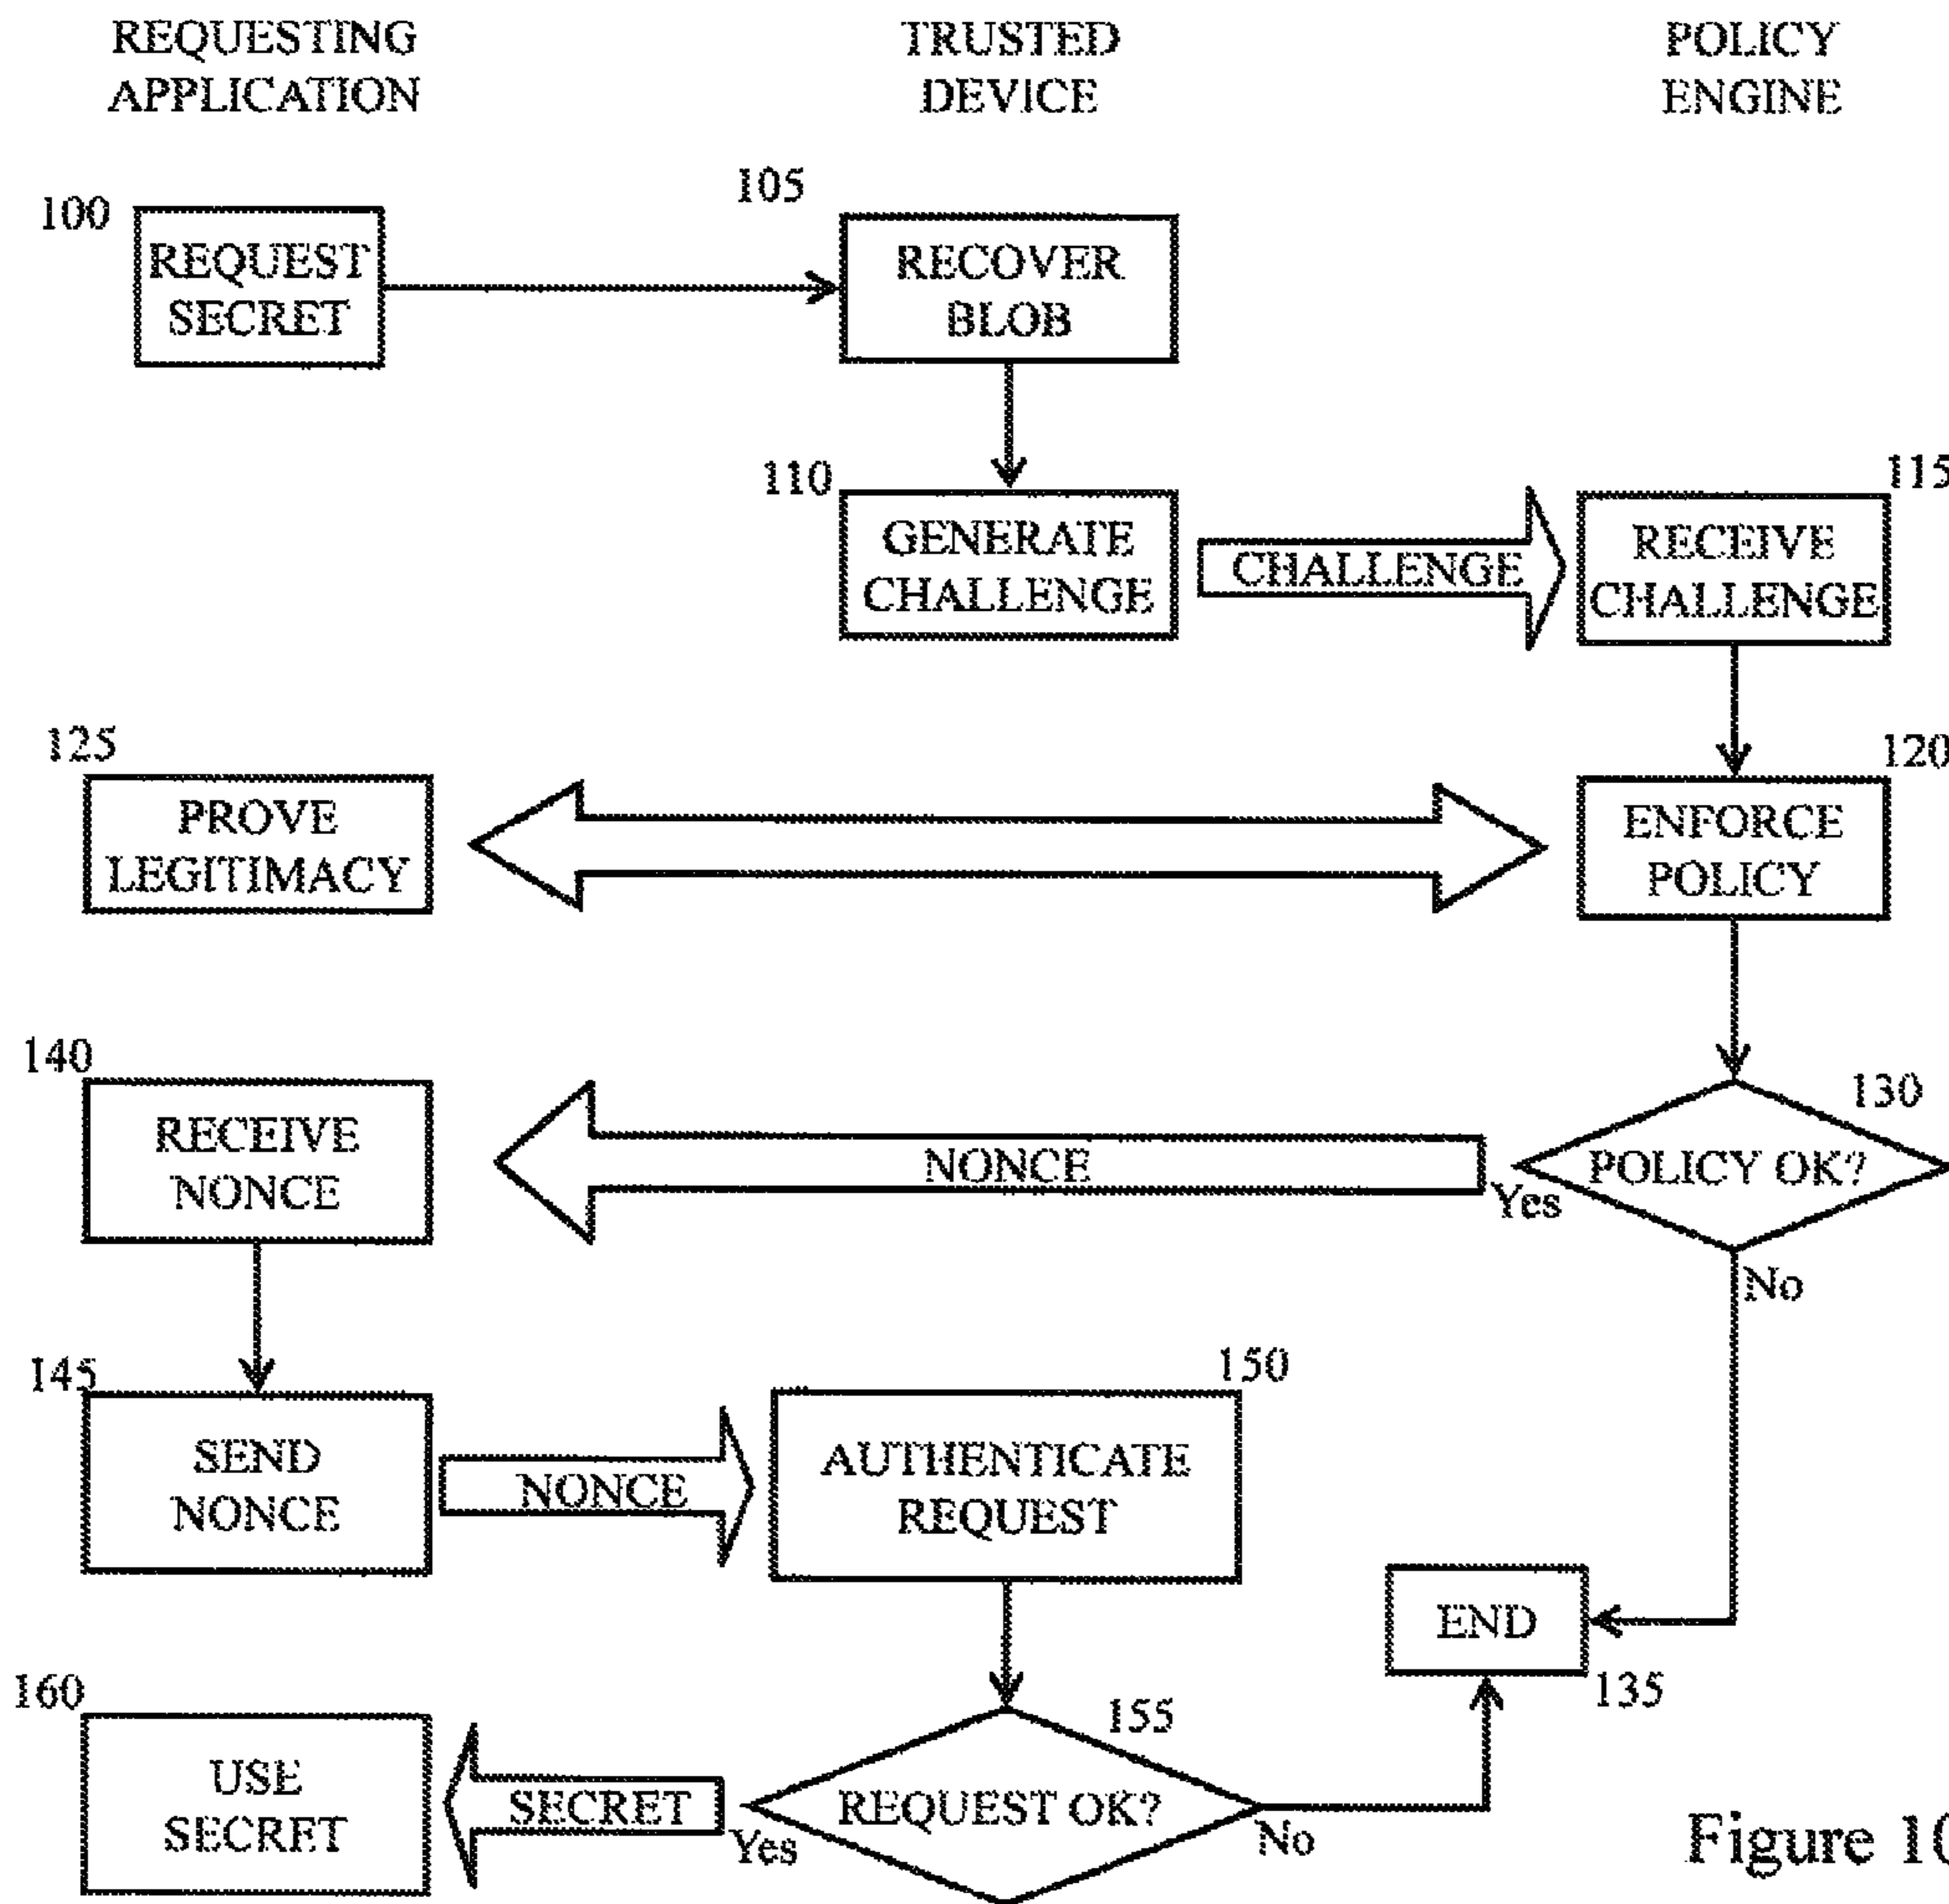 REQUESTING
APPLICATION
TRUSTED
DEVICE
POLICY
ENGINE
100
REQUEST
SECRET
105
RECOVER
BLOB
110
GENERATE
CHALLENGE
CHALLENGE
115
RECEIVE
CHALLENGE
125
PROVE
LEGITIMACY
120
ENFORCE
POLICY
140
RECEIVE
NONCE
NONCE
130
POLICY OK?
Yes
No
145
SEND
NONCE
NONCE
150
AUTHENTICATE
REQUEST
END
135
160
USE
SECRET
SECRET
155
REQUEST OK?
Yes
No
Figure 10